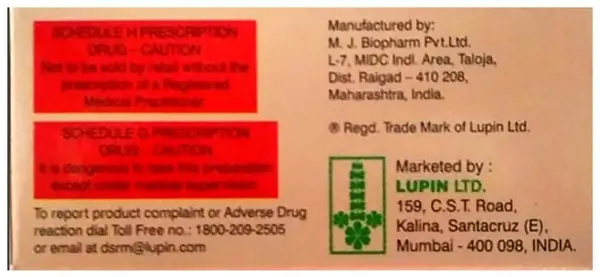 SCHEDULE H PRESCRIPTION
DRUG - CAUTION
Not to be sold by retail without the
prescription of a Registered
Medical Practitioner
SCHEDULE G PRESCRIPTION
DRUG - CAUTION
It is dangerous to take this preparation
except under medical supervision
To report product complaint or Adverse Drug
reaction dial Toll Free no.: 1800-209-2505
or email at dsrm@lupin.com
Manufactured by:
M. J. Biopharm Pvt.Ltd.
L-7, MIDC Indl. Area, Taloja,
Dist. Raigad – 410 208,
Maharashtra, India.
® Regd. Trade Mark of Lupin Ltd.
Marketed by :
LUPIN LTD.
159, C.S.T. Road,
Kalina, Santacruz (E),
Mumbai - 400 098, INDIA.